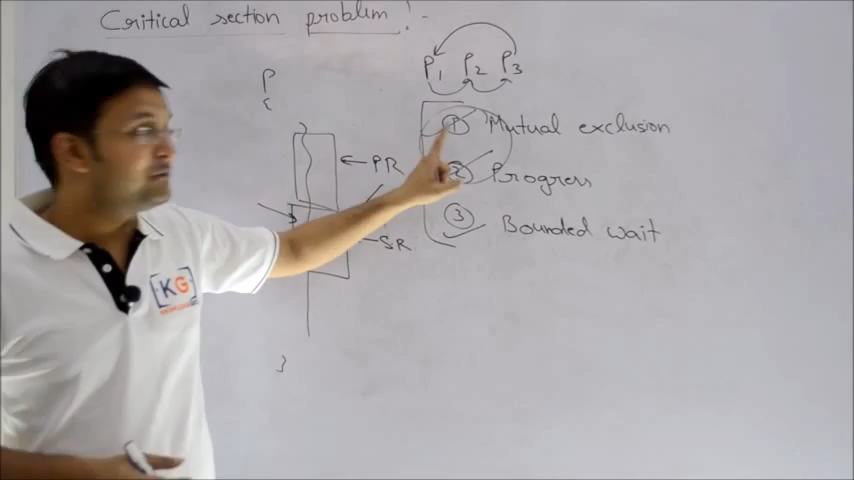 Critical section problem! -
P1 P2 P3
P
{
① Mutual exclusion
PR
② Progress
③ Bounded wait
SR
}
KG